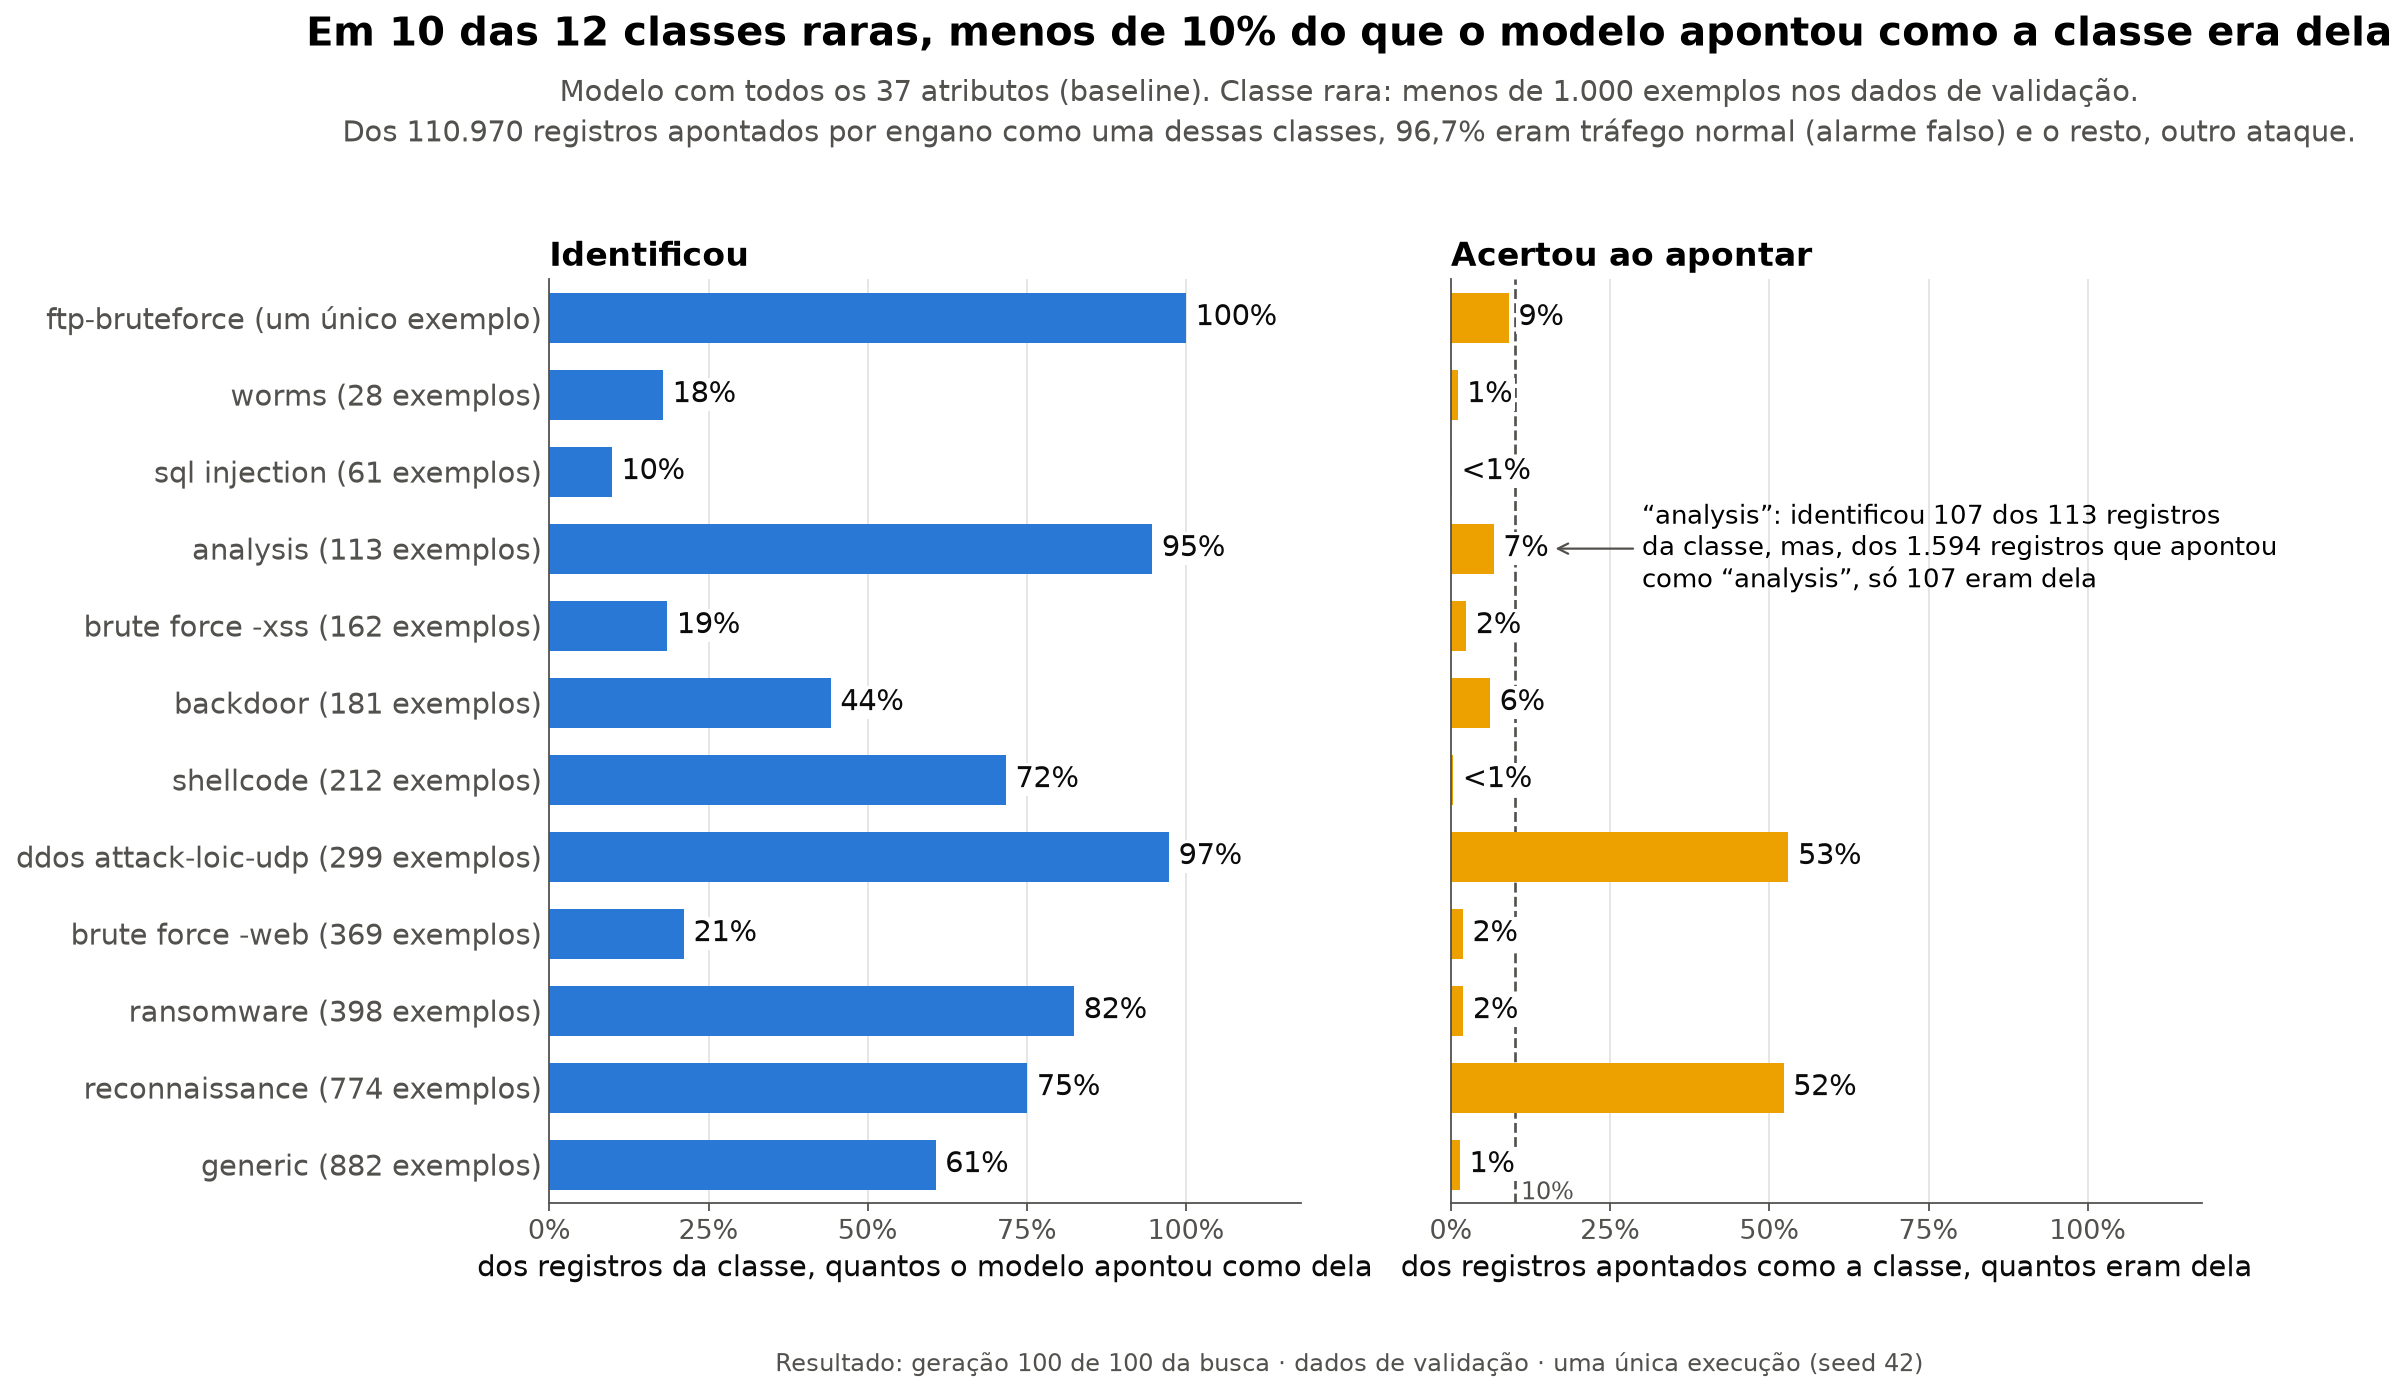 Em 10 das 12 classes raras, menos de 10% do que o modelo apontou como a classe era dela
Modelo com todos os 37 atributos (baseline). Classe rara: menos de 1.000 exemplos nos dados de validação.
Dos 110.970 registros apontados por engano como uma dessas classes, 96,7% eram tráfego normal (alarme falso) e o resto, outro ataque.
Identificou
ftp-bruteforce (um único exemplo)
100%
worms (28 exemplos)
18%
sql injection (61 exemplos)
10%
analysis (113 exemplos)
95%
brute force -xss (162 exemplos)
19%
backdoor (181 exemplos)
44%
shellcode (212 exemplos)
72%
ddos attack-loic-udp (299 exemplos)
97%
brute force -web (369 exemplos)
21%
ransomware (398 exemplos)
82%
reconnaissance (774 exemplos)
75%
generic (882 exemplos)
61%
0% 25% 50% 75% 100%
dos registros da classe, quantos o modelo apontou como dela
Acertou ao apontar
9%
1%
<1%
7%
“analysis”: identificou 107 dos 113 registros
da classe, mas, dos 1.594 registros que apontou
como “analysis”, só 107 eram dela
2%
6%
<1%
53%
2%
2%
52%
1%
10%
0% 25% 50% 75% 100%
dos registros apontados como a classe, quantos eram dela
Resultado: geração 100 de 100 da busca · dados de validação · uma única execução (seed 42)